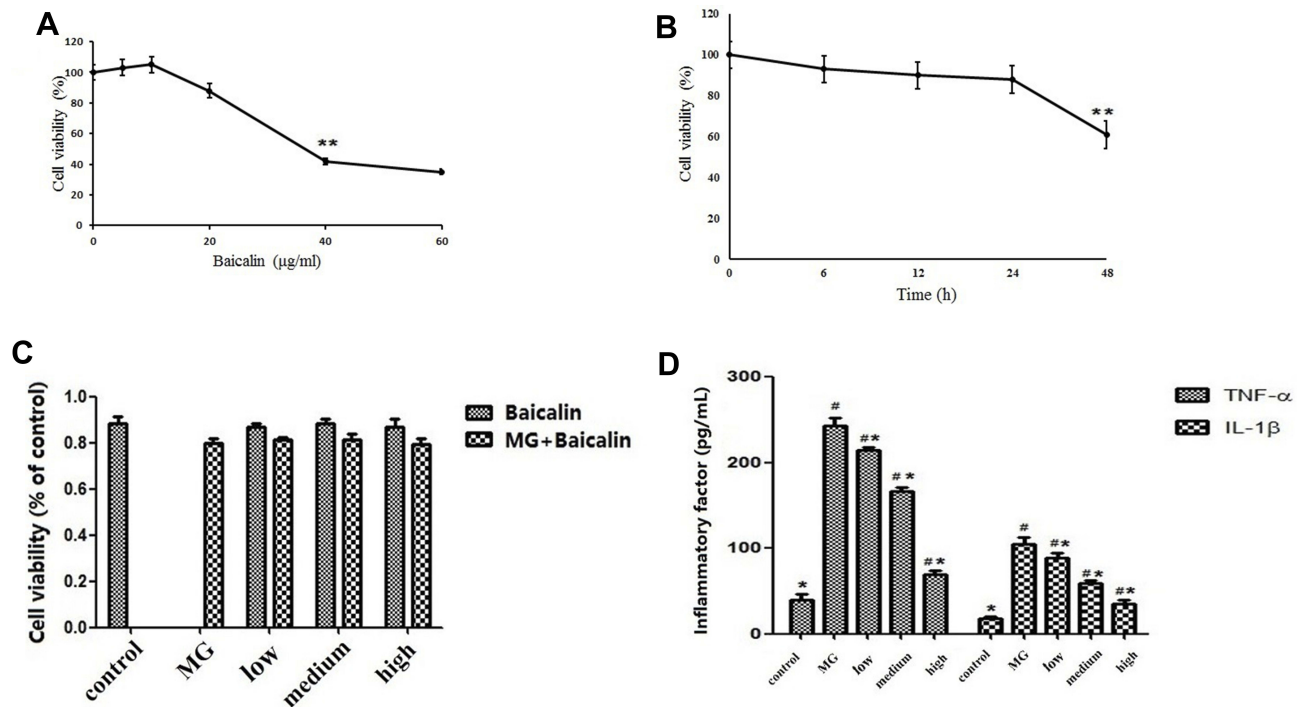 A
120
100
80
60
40
20
0
Cell viability (%)
**
0 20 40 60
Baicalin (μg/ml)
B
120
100
80
60
40
20
0
Cell viability (%)
**
0 6 12 24 48
Time (h)
C
1.0
0.8
0.6
0.4
0.2
0.0
Cell viability (% of control)
control MG low medium high
Baicalin
MG+Baicalin
D
300
200
100
0
Inflammatory factor (pg/mL)
* # #* #* #* * # #* #* #*
control MG low medium high control MG low medium high
TNF-α
IL-1β